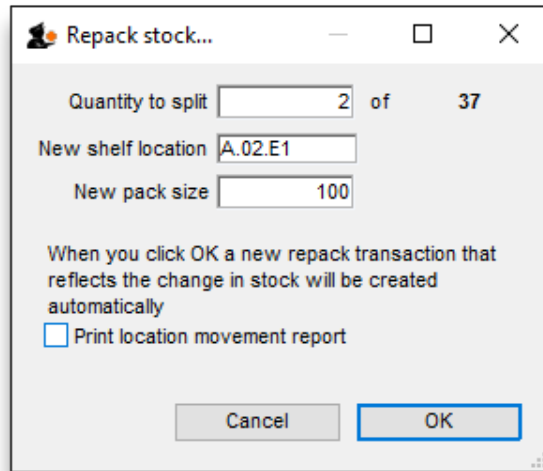 Repack stock...
Quantity to split 2 of 37
New shelf location A.02.E1
New pack size 100
When you click OK a new repack transaction that
reflects the change in stock will be created
automatically
Print location movement report
Cancel OK